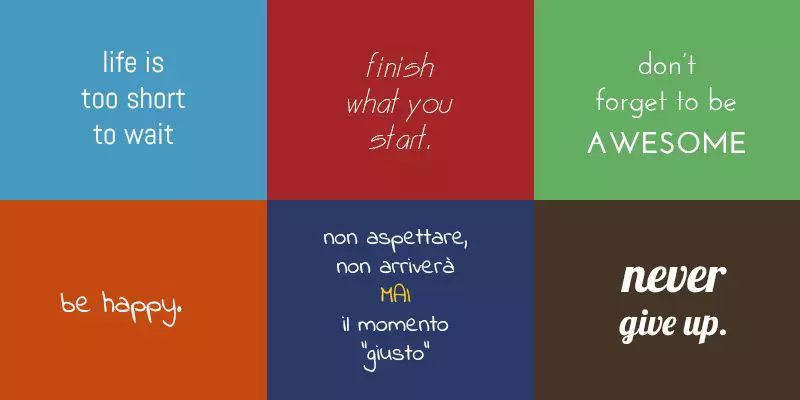 life is
too short
to wait
finish
what you
start.
don't
forget to be
AWESOME
be happy.
non aspettare,
non arriverà
MAI
il momento
"giusto"
never
give up.